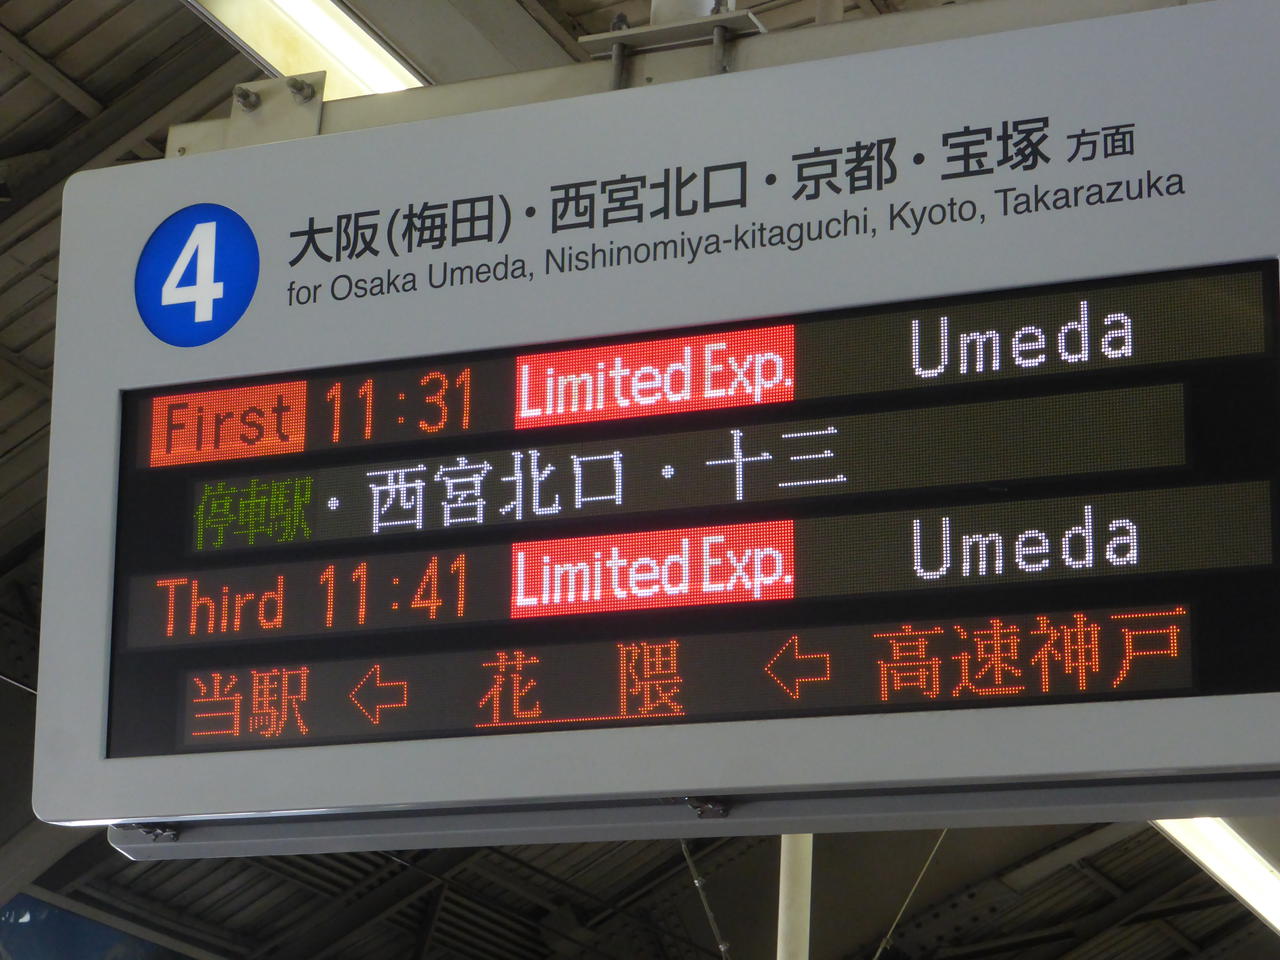 4
大阪(梅田)・西宮北口・京都・宝塚 方面
for Osaka Umeda, Nishinomiya-kitaguchi, Kyoto, Takarazuka
First 11:31 Limited Exp. Umeda
停車駅・西宮北口・十三
Third 11:41 Limited Exp. Umeda
当駅 ⇦ 花 隈 ⇦ 高速神戸